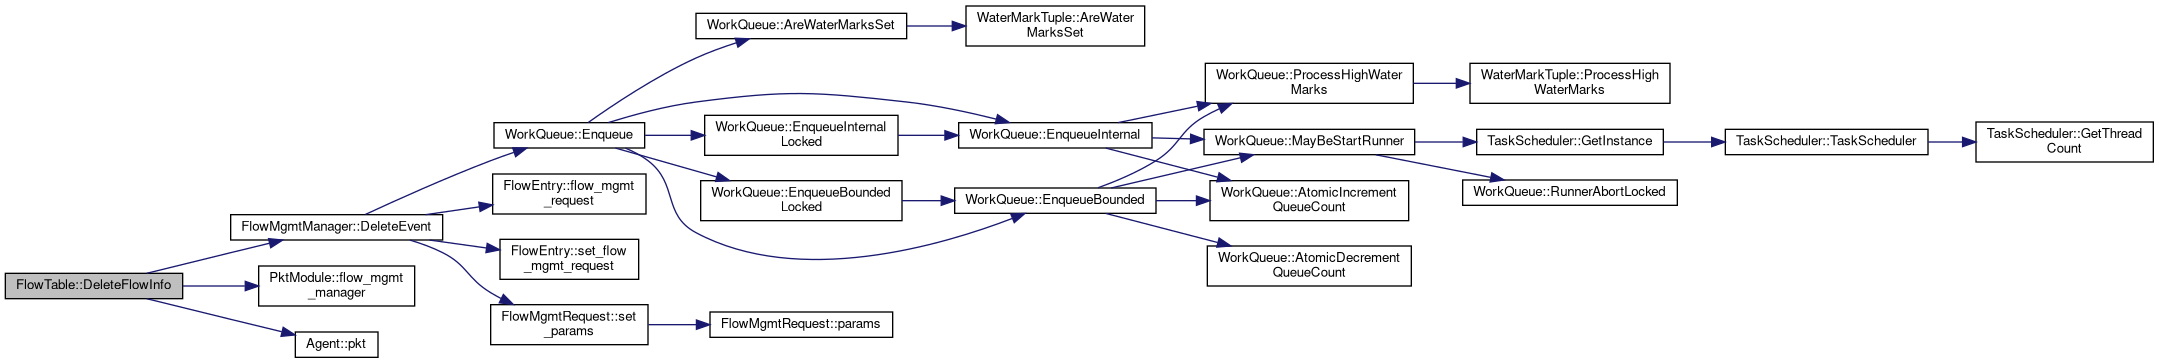 FlowTable::DeleteFlowInfo
FlowMgmtManager::DeleteEvent
PktModule::flow_mgmt
_manager
Agent::pkt
WorkQueue::Enqueue
FlowEntry::flow_mgmt
_request
FlowEntry::set_flow
_mgmt_request
FlowMgmtRequest::set
_params
WorkQueue::AreWaterMarksSet
WorkQueue::EnqueueInternal
Locked
WorkQueue::EnqueueBounded
Locked
FlowMgmtRequest::params
WaterMarkTuple::AreWater
MarksSet
WorkQueue::EnqueueInternal
WorkQueue::EnqueueBounded
WorkQueue::ProcessHighWater
Marks
WorkQueue::MayBeStartRunner
WorkQueue::AtomicIncrement
QueueCount
WorkQueue::AtomicDecrement
QueueCount
WaterMarkTuple::ProcessHigh
WaterMarks
TaskScheduler::GetInstance
WorkQueue::RunnerAbortLocked
TaskScheduler::TaskScheduler
TaskScheduler::GetThread
Count